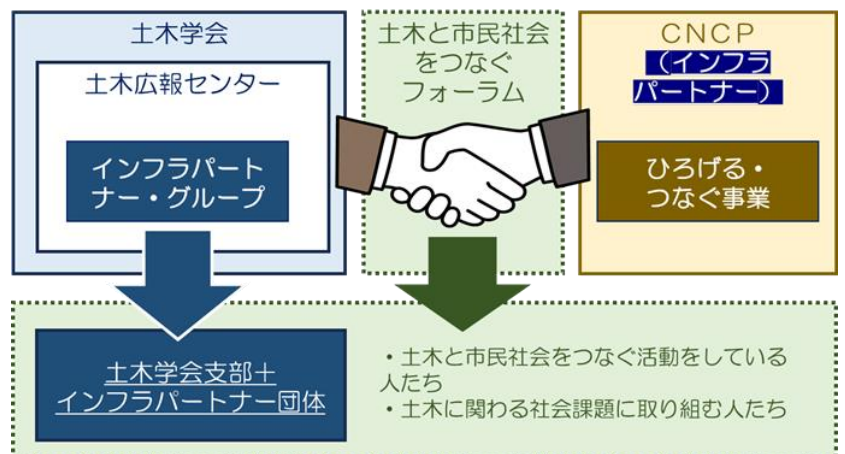 土木学会
土木広報センター
インフラパート
ナー・グループ
土木と市民社会
をつなぐ
フォーラム
CNCP
(インフラ
パートナー)
ひろげる・
つなぐ事業
土木学会支部+
インフラパートナー団体
・土木と市民社会をつなぐ活動をしている
人たち
・土木に関わる社会課題に取り組む人たち